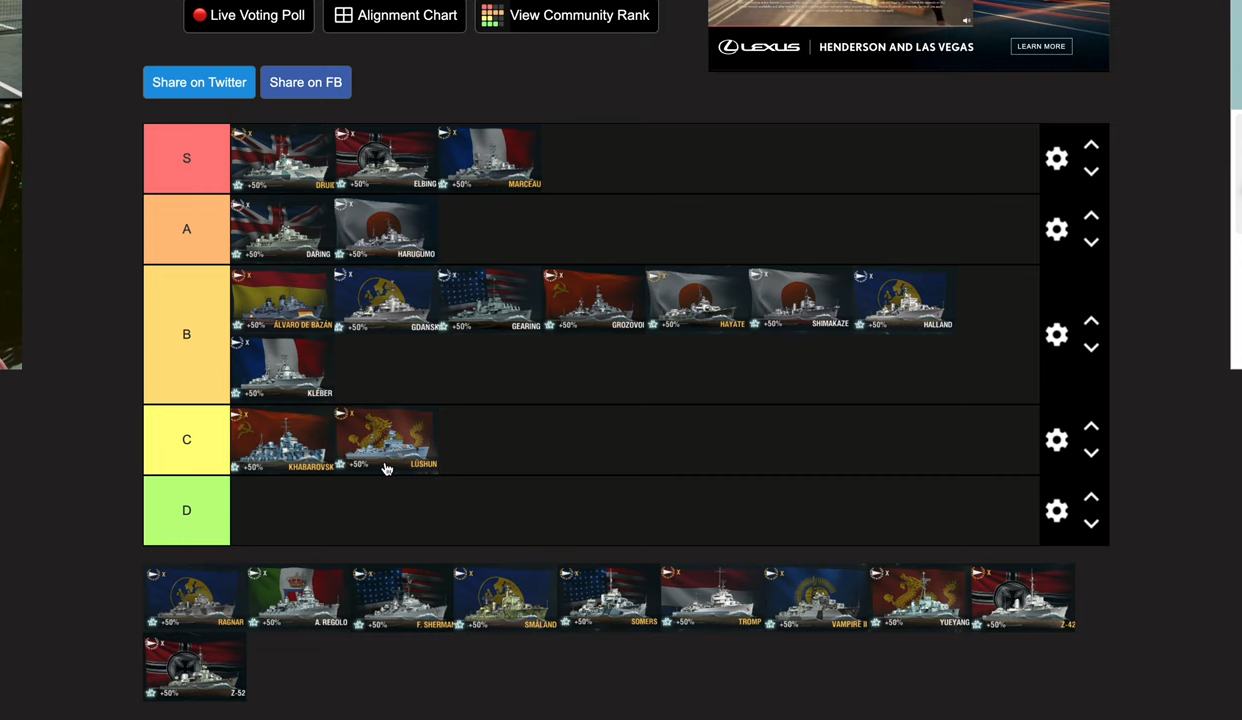 Live Voting Poll
Alignment Chart
View Community Rank
LEXUS HENDERSON AND LAS VEGAS
LEARN MORE
Share on Twitter
Share on FB
S
X +50%
X +50% ELBING
X +50% MARCEAU
A
X +50% DARING
X +50% HARUGUMO
B
X +50% ÁLVARO DE BAZÁN
X +50% GDANSK
X +50% GEARING
X +50% GROZOVOI
X +50% HAYATE
X +50% SHIMAKAZE
X +50% HALLAND
X +50% KLÉBER
C
X +50% KHABAROVSK
X +50% LÜSHUN
D
X +50% RAGNAR
X +50% A. REGOLO
X +50% F. SHERMAN
X +50% SMÅLAND
X +50% SOMERS
X +50% TROMP
X +50% VAMPIRE II
X +50% YUEYANG
X +50% Z-42
X +50% Z-52